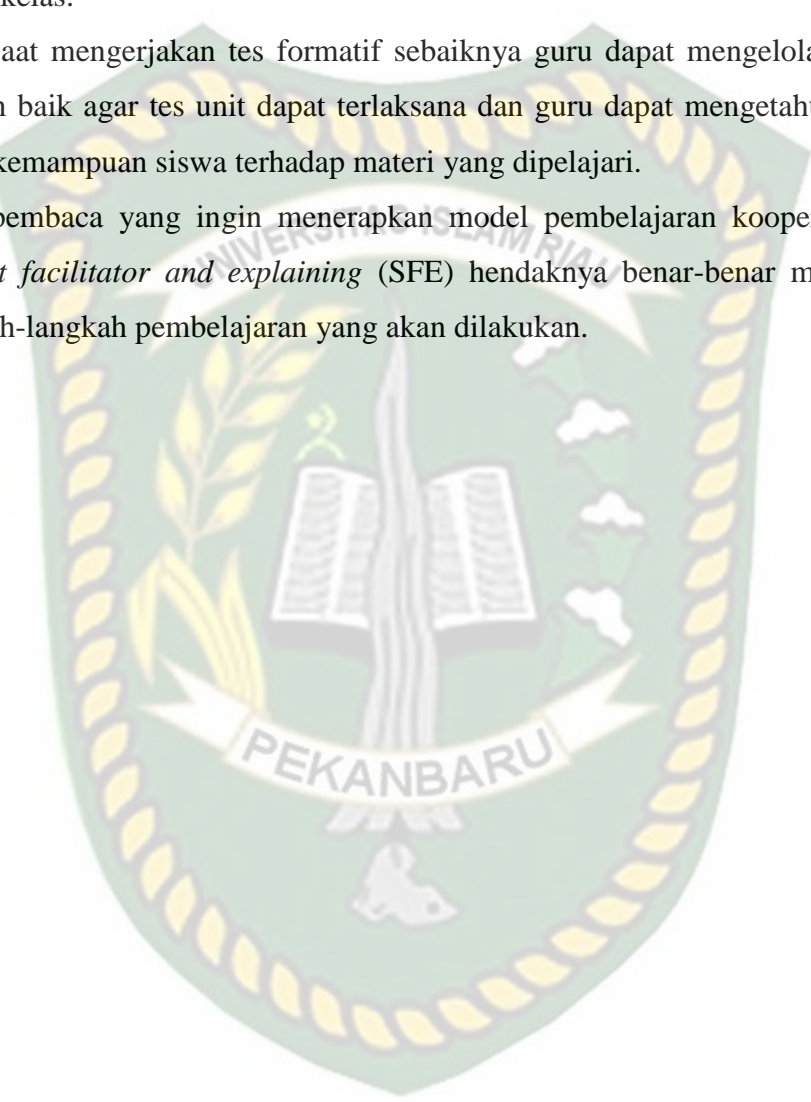 kelas.
aat mengerjakan tes formatif sebaiknya guru dapat mengelola
baik agar tes unit dapat terlaksana dan guru dapat mengetahu
kemampuan siswa terhadap materi yang dipelajari.
pembaca yang ingin menerapkan model pembelajaran kooper
t facilitator and explaining (SFE) hendaknya benar-benar m
h-langkah pembelajaran yang akan dilakukan.
UNIVERSITAS ISLAM RIAU
PEKANBARU